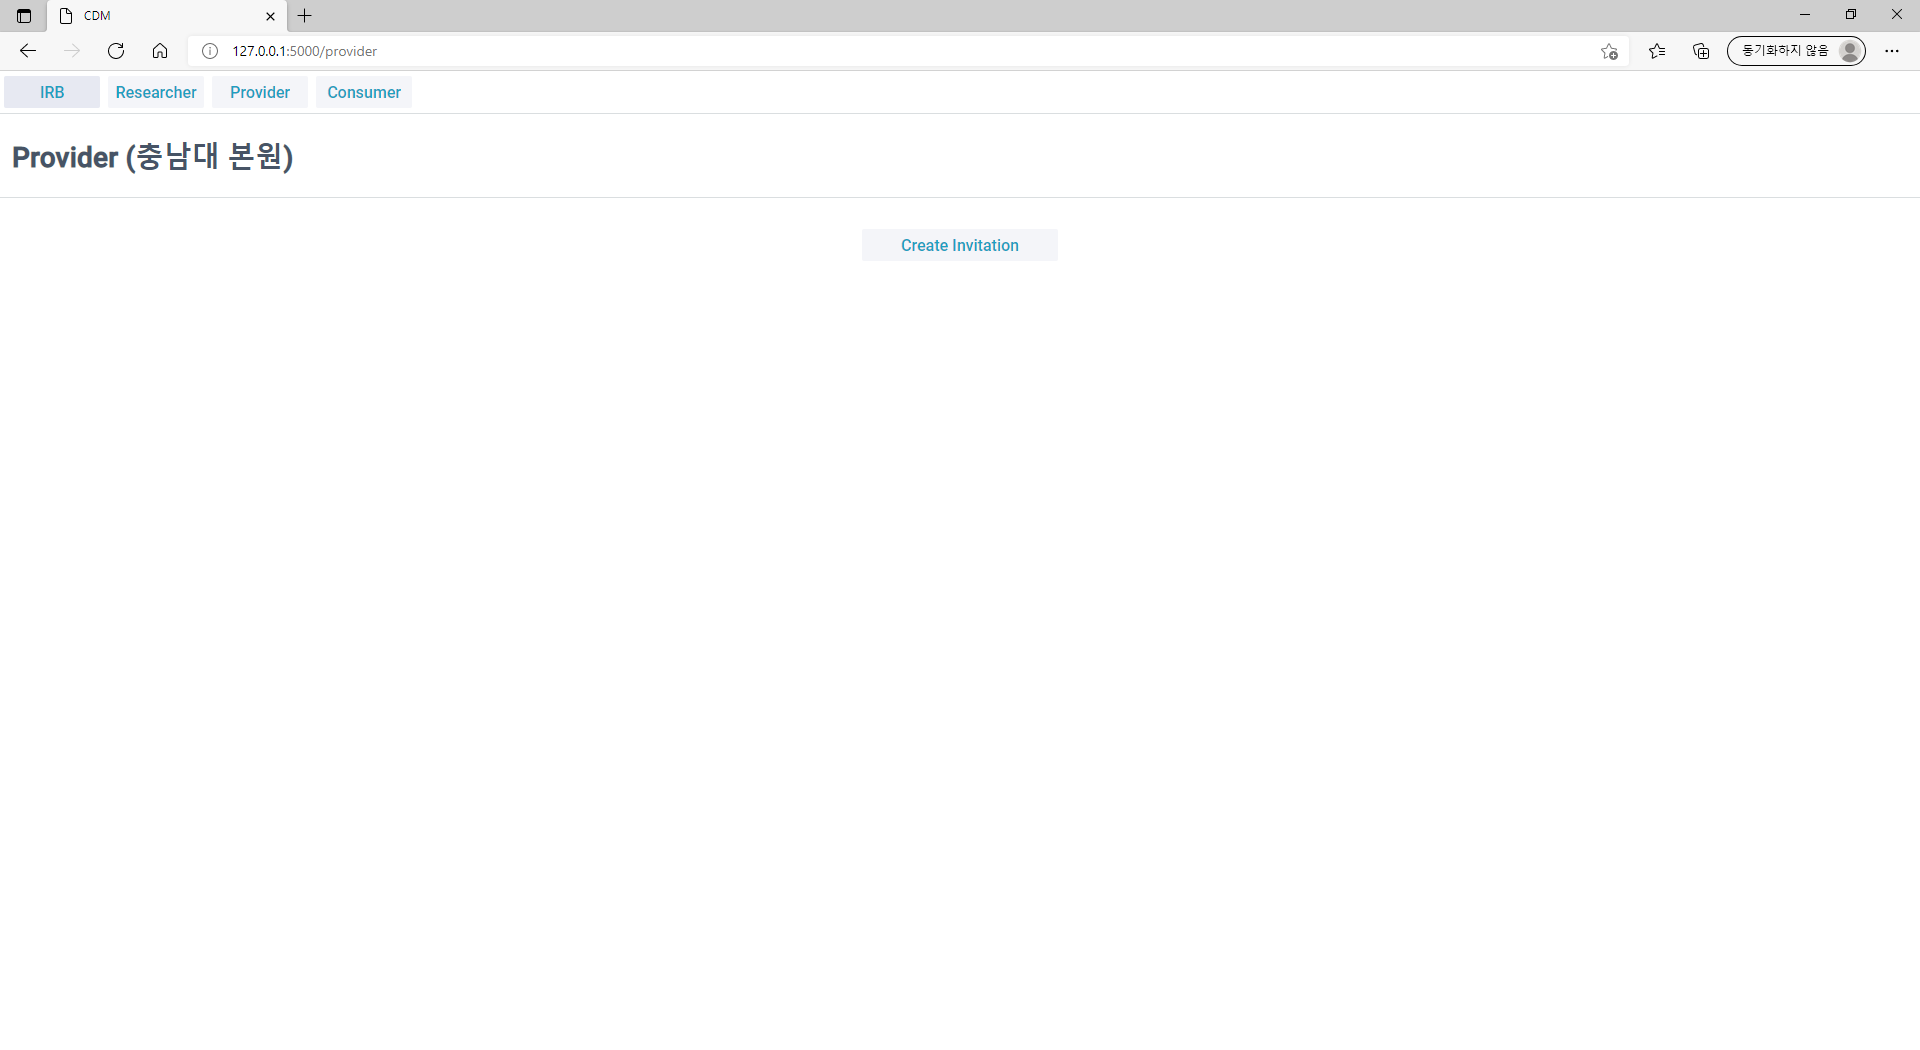 CDM
127.0.0.1:5000/provider
동기화하지 않음
IRB Researcher Provider Consumer
Provider (충남대 본원)
Create Invitation